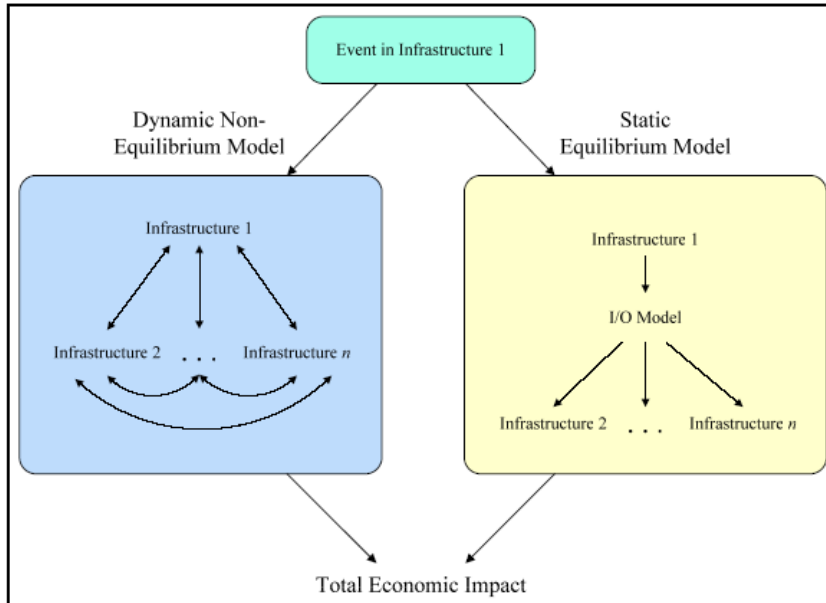 Event in Infrastructure 1
Dynamic Non-
Equilibrium Model
Static
Equilibrium Model
Infrastructure 1
Infrastructure 2 . . . Infrastructure n
Infrastructure 1
I/O Model
Infrastructure 2 . . . Infrastructure n
Total Economic Impact